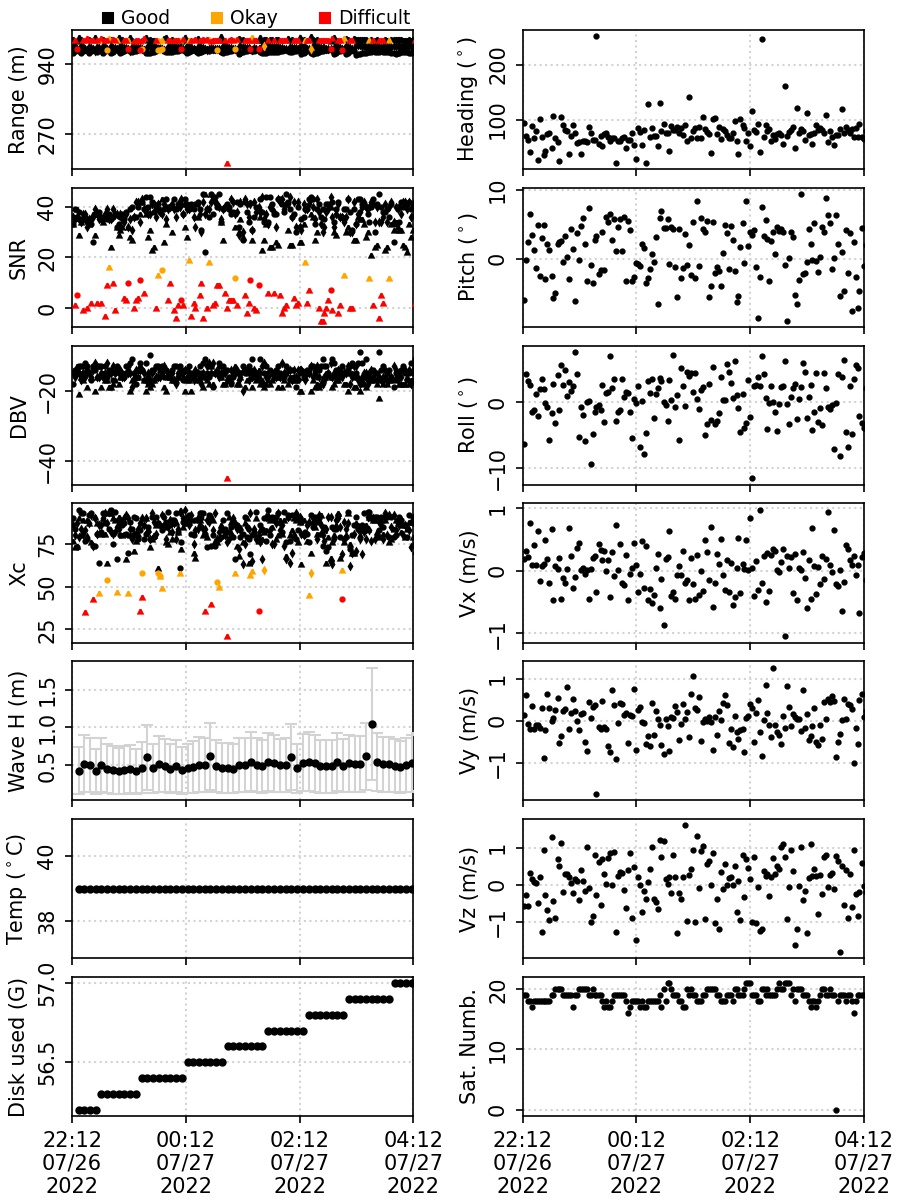 Good Okay Difficult
Range (m)
940
270
Heading (°)
200
100
SNR
40
20
0
Pitch (°)
10
0
DBV
−20
−40
Roll (°)
0
−10
Xc
75
50
25
Vx (m/s)
1
0
−1
Wave H (m)
1.5
1.0
0.5
Vy (m/s)
1
0
−1
Temp (°C)
40
38
Vz (m/s)
1
0
−1
Disk used (G)
57.0
56.5
Sat. Numb.
20
10
0
22:12 00:12 02:12 04:12
07/26 07/27 07/27 07/27
2022 2022 2022 2022
22:12 00:12 02:12 04:12
07/26 07/27 07/27 07/27
2022 2022 2022 2022